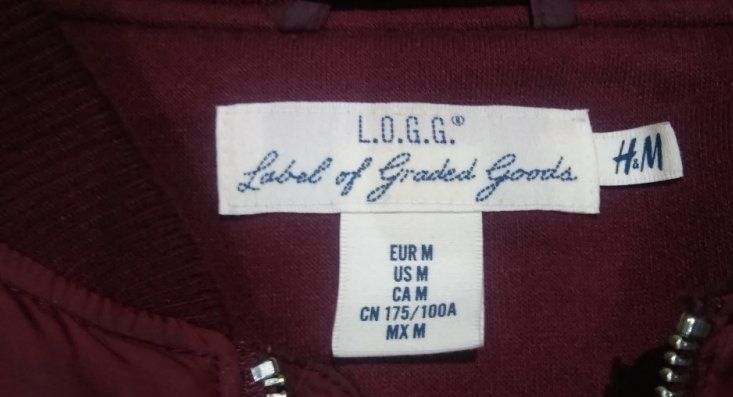 L.O.G.G.®
Label of Graded Goods
H&M
EUR M
US M
CA M
CN 175/100A
MX M